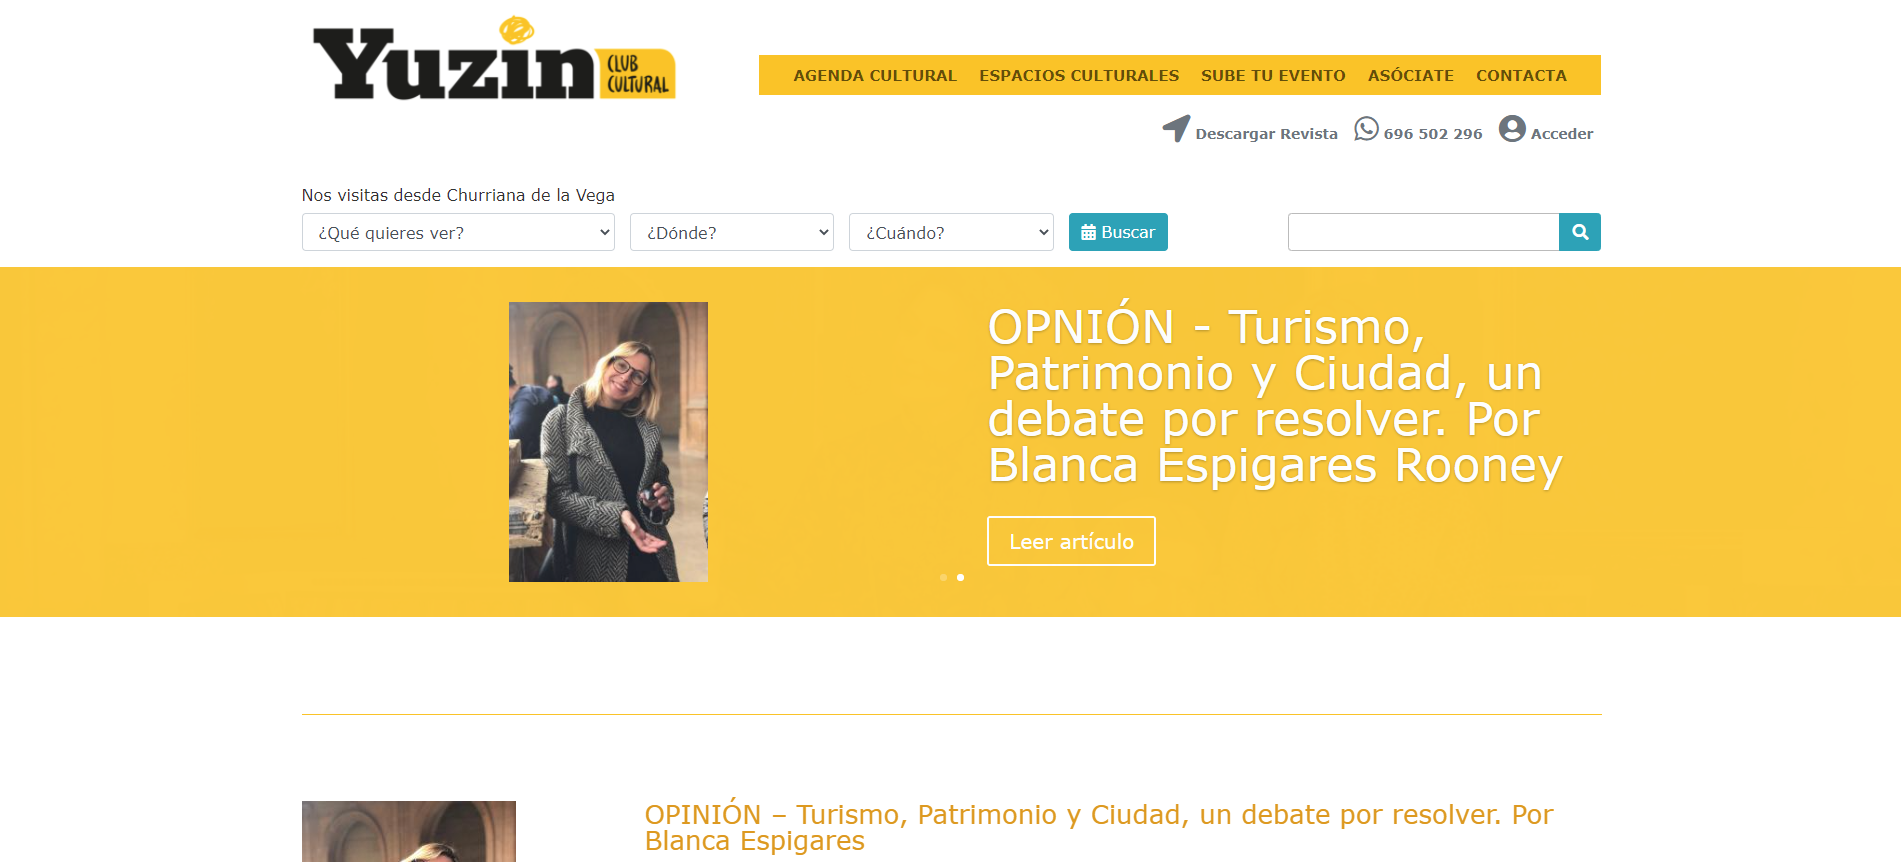 Yuzin
CLUB
CULTURAL
AGENDA CULTURAL ESPACIOS CULTURALES SUBE TU EVENTO ASÓCIATE CONTACTA
Descargar Revista 696 502 296 Acceder
Nos visitas desde Churriana de la Vega
¿Qué quieres ver? ¿Dónde? ¿Cuándo? Buscar
OPNIÓN - Turismo,
Patrimonio y Ciudad, un
debate por resolver. Por
Blanca Espigares Rooney
Leer artículo
OPINIÓN – Turismo, Patrimonio y Ciudad, un debate por resolver. Por
Blanca Espigares